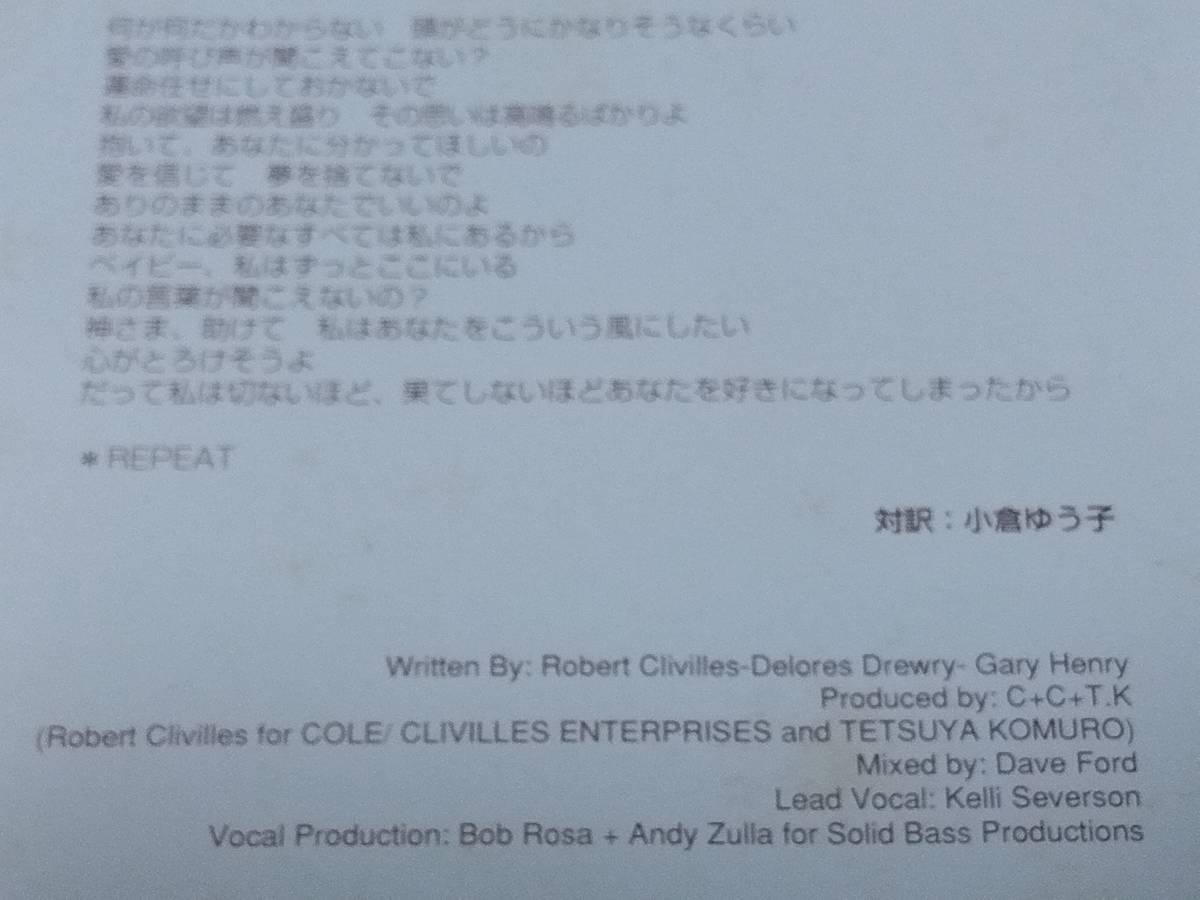 何が何だかわからない　頭がどうにかなりそうなくらい
愛の呼び声が聞こえてこない？
運命任せにしておかないで
私の欲望は燃え盛り　その思いは高鳴るばかりよ
抱いて、あなたに分かってほしいの
愛を信じて　夢を捨てないで
ありのままのあなたでいいのよ
あなたに必要なすべては私にあるから
ベイビー、私はずっとここにいる
私の言葉が聞こえないの？
神さま、助けて　私はあなたをこういう風にしたい
心がとろけそうよ
だって私は切ないほど、果てしないほどあなたを好きになってしまったから
* REPEAT
対訳：小倉ゆう子
Written By: Robert Clivilles-Delores Drewry- Gary Henry
Produced by: C+C+T.K
(Robert Clivilles for COLE/ CLIVILLES ENTERPRISES and TETSUYA KOMURO)
Mixed by: Dave Ford
Lead Vocal: Kelli Severson
Vocal Production: Bob Rosa + Andy Zulla for Solid Bass Productions